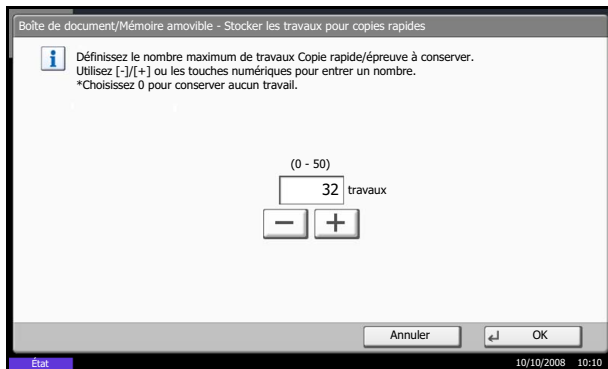 Boîte de document/Mémoire amovible - Stocker les travaux pour copies rapides
Définissez le nombre maximum de travaux Copie rapide/épreuve à conserver.
Utilisez [-]/[+] ou les touches numériques pour entrer un nombre.
*Choisissez 0 pour conserver aucun travail.
(0 - 50)
32 travaux
Annuler OK
État 10/10/2008 10:10